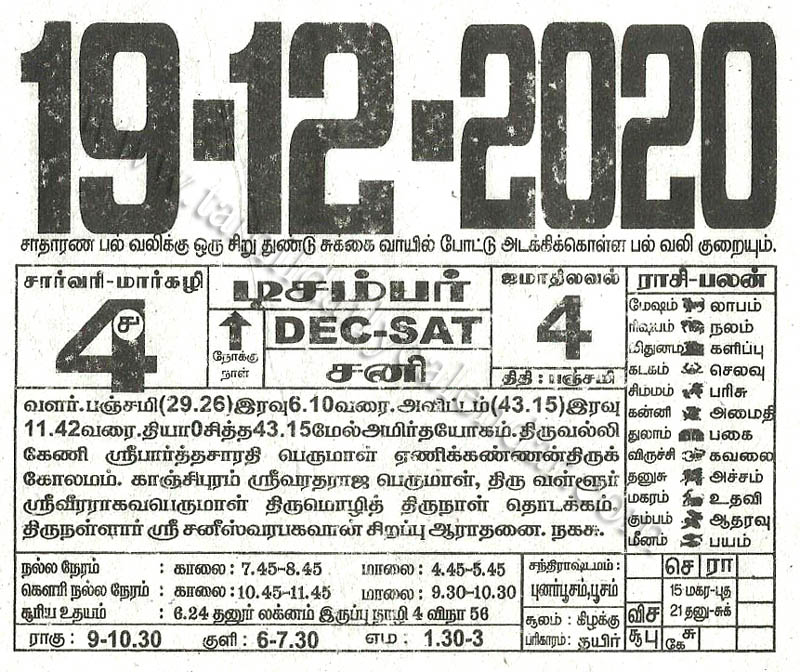 19-12-2020
சாதாரண பல் வலிக்கு ஒரு சிறு துண்டு சுக்கை வாயில் போட்டு அடக்கிக்கொள்ள பல் வலி குறையும்.
சார்வரி-மார்கழி
4
டிசம்பர்
நோக்கு நாள்
DEC-SAT
சனி
ஜமாதிலவல்
4
திதி : பஞ்சமி
ராசி-பலன்
மேஷம் லாபம்
ரிஷபம் நலம்
மிதுனம் களிப்பு
கடகம் செலவு
சிம்மம் பரிசு
கன்னி அமைதி
துலாம் பகை
விருச்சி கவலை
தனுசு அச்சம்
மகரம் உதவி
கும்பம் ஆதரவு
மீனம் பயம்
வளர்.பஞ்சமி(29.26)இரவு6.10வரை.அவிட்டம்(43.15)இரவு
11.42வரை.தியா0சித்த43.15மேல்அமிர்தயோகம்.திருவல்லி
கேணி ஸ்ரீபார்த்தசாரதி பெருமாள் ஏணிக்கண்ணன்திருக்
கோலமம். காஞ்சிபுரம் ஸ்ரீவரதராஜ பெருமாள், திரு வள்ளூர்
ஸ்ரீவீரராகவபெருமாள் திருமொழித் திருநாள் தொடக்கம்.
திருநள்ளார் ஸ்ரீ சனீஸ்வரபகவான் சிறப்பு ஆராதனை. நகசு.
நல்ல நேரம் : காலை : 7.45-8.45 மாலை : 4.45-5.45
கௌரி நல்ல நேரம் : காலை : 10.45-11.45 மாலை : 9.30-10.30
சூரிய உதயம் : 6.24 தனூர் லக்னம் இருப்பு நாழி 4 விநா 56
ராகு : 9-10.30 குளி : 6-7.30 எம : 1.30-3
சந்திராஷ்டமம் :
புனர்பூசம்,பூசம்
சூலம் : கிழக்கு
பரிகாரம் : தயிர்
செ ரா
15 மகர-புத
விசு 21 தனு-சுக்
சூபு சுகே